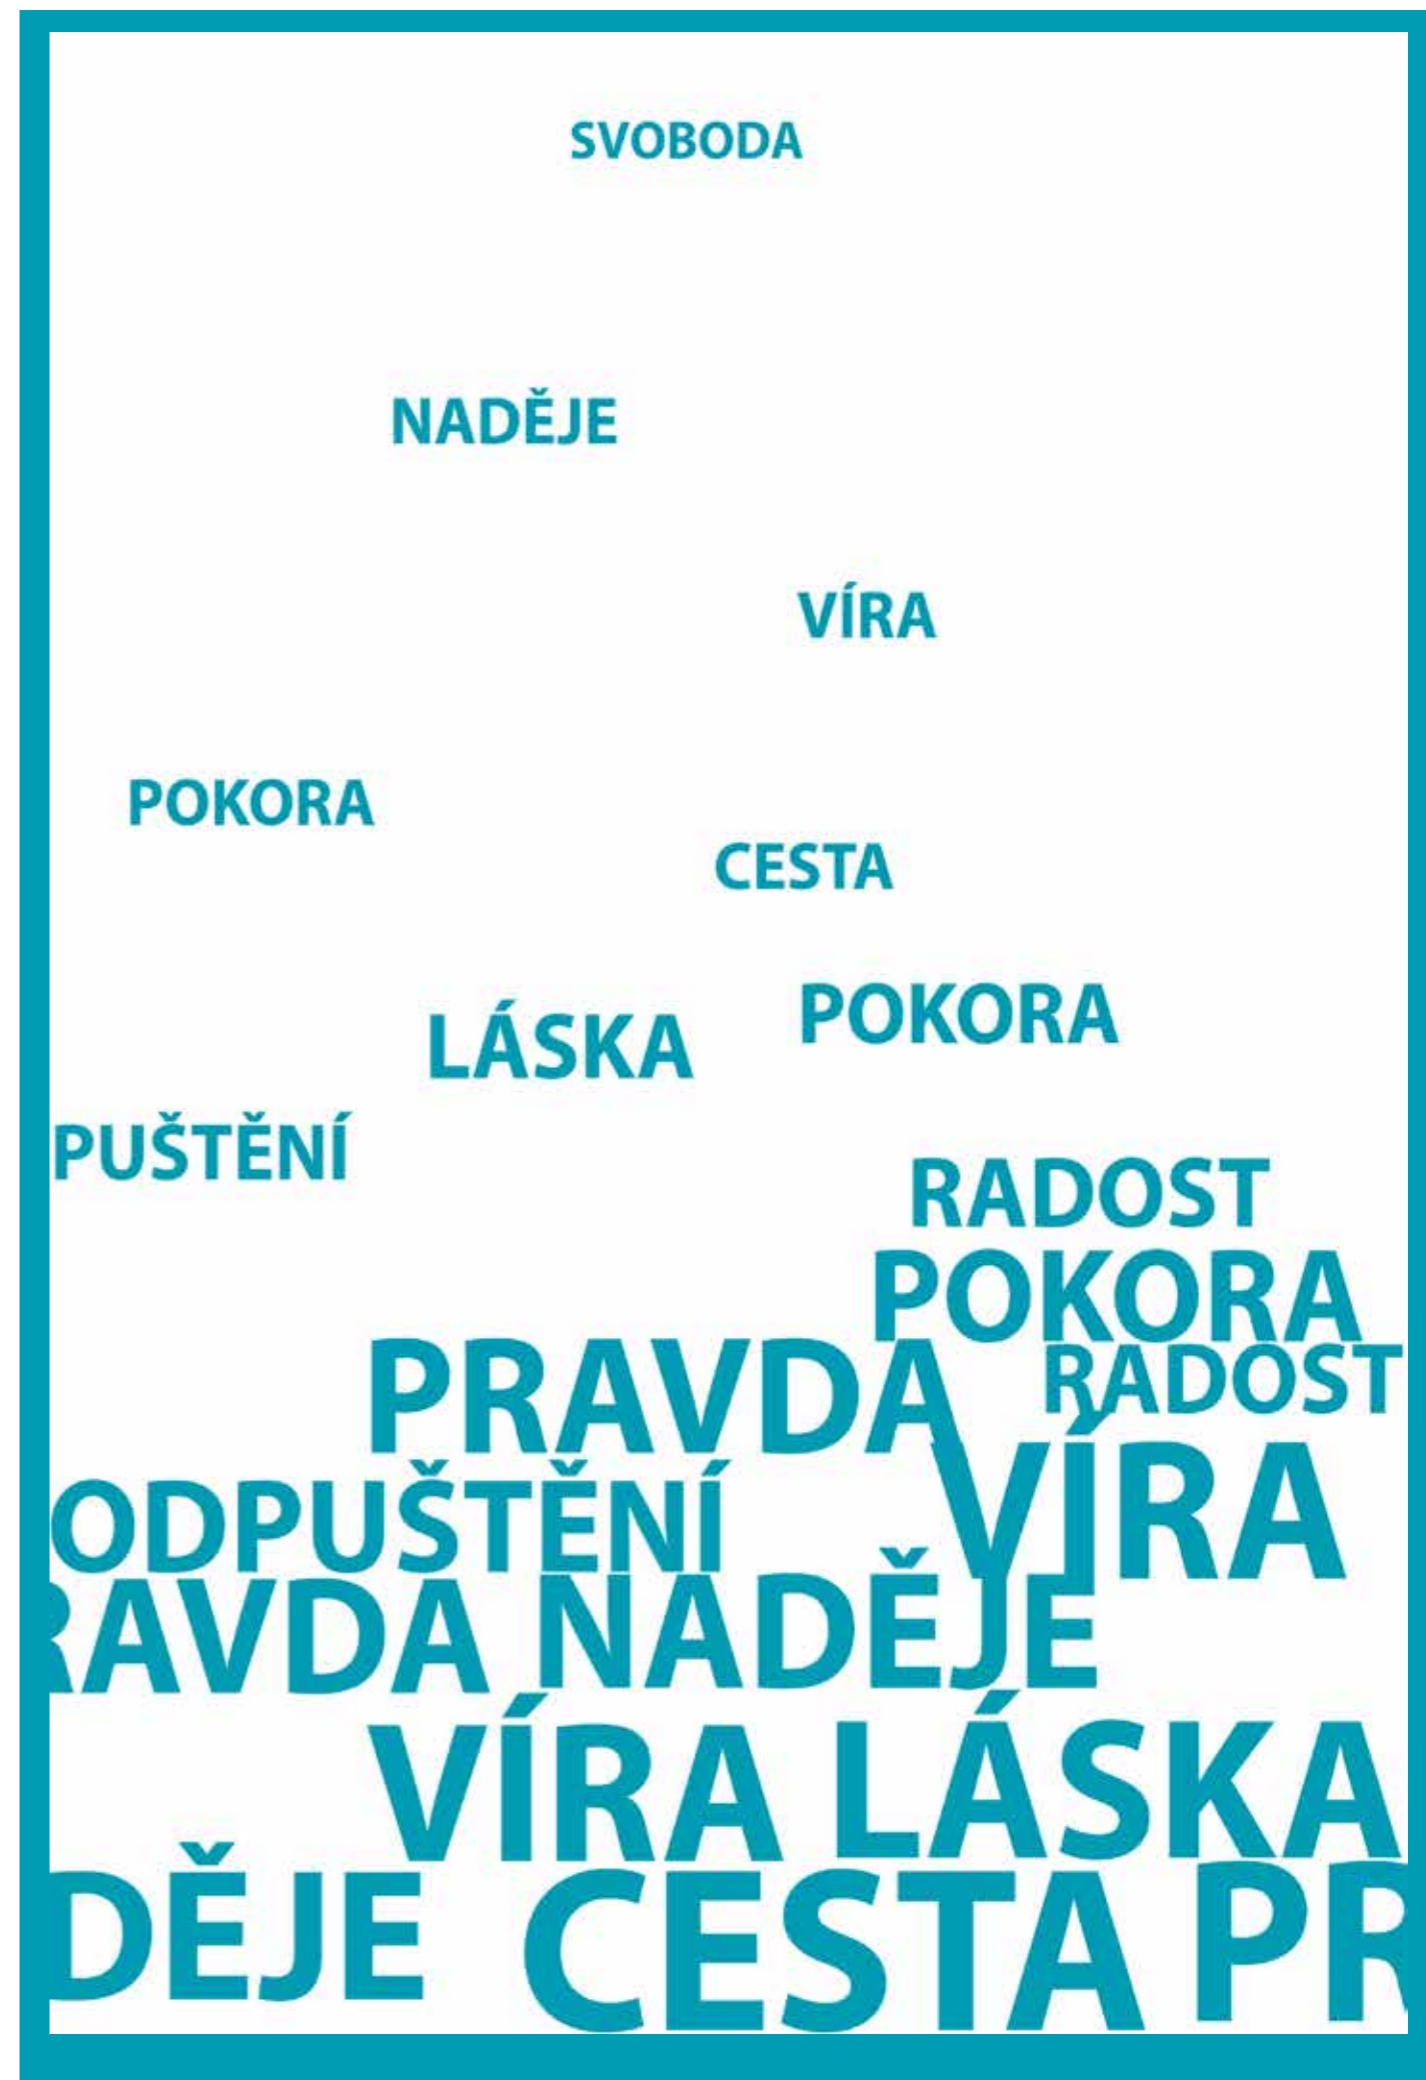 SVOBODA
NADĚJE
VÍRA
POKORA
CESTA
POKORA
LÁSKA
PUŠTĚNÍ
RADOST
POKORA
PRAVDA
RADOST
VÍRA
ODPUŠTĚNÍ
RAVDA NADĚJE
VÍRA LÁSKA
DĚJE CESTA PR